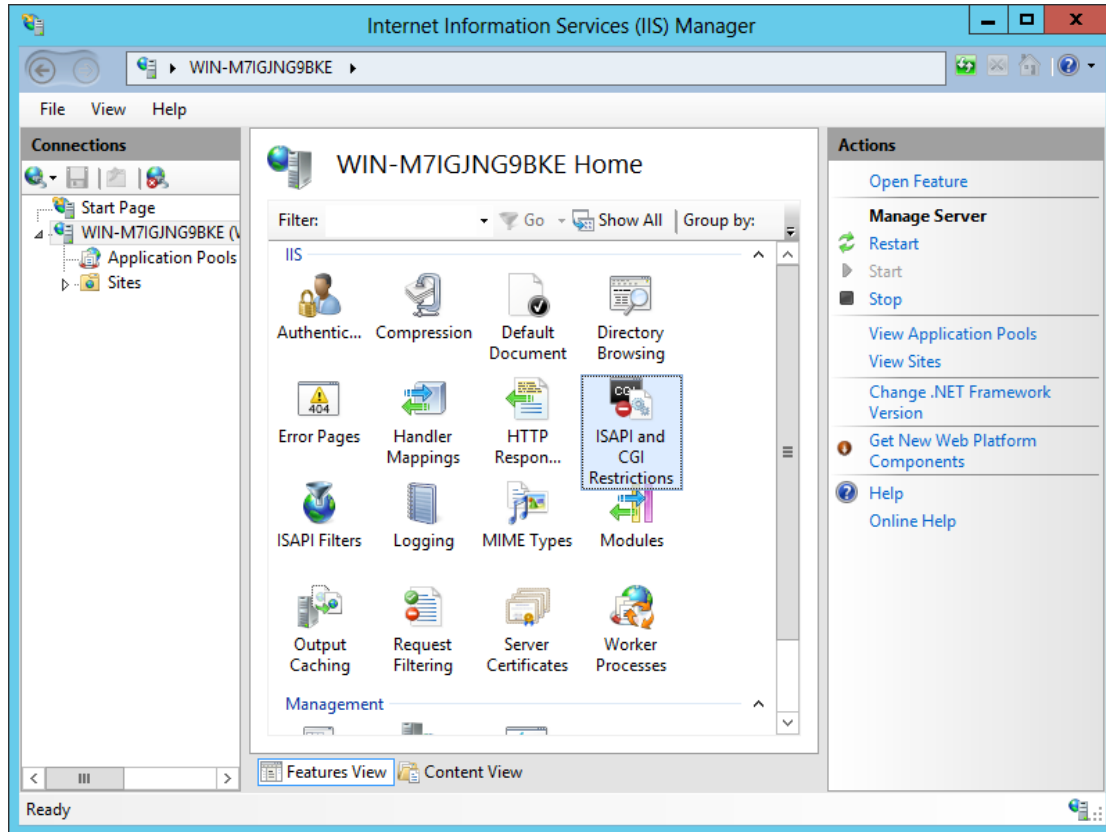 Internet Information Services (IIS) Manager
WIN-M7IGJNG9BKE
File View Help
Connections
Start Page
WIN-M7IGJNG9BKE (
Application Pools
Sites
WIN-M7IGJNG9BKE Home
Filter: Go Show All Group by:
IIS
Authentic... Compression Default Document Directory Browsing
404
Error Pages Handler Mappings HTTP Respon... CGI ISAPI and CGI Restrictions
ISAPI Filters Logging MIME Types Modules
Output Caching Request Filtering Server Certificates Worker Processes
Management
Features View Content View
Actions
Open Feature
Manage Server
Restart
Start
Stop
View Application Pools
View Sites
Change .NET Framework
Version
Get New Web Platform
Components
Help
Online Help
Ready